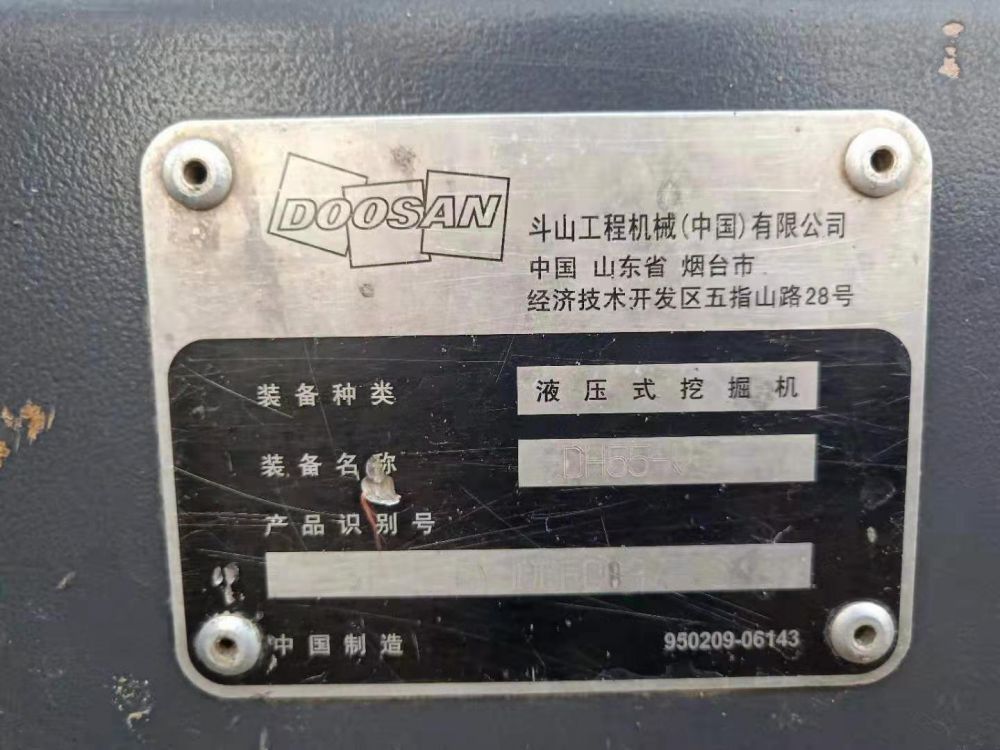 DOOSAN
斗山工程机械(中国)有限公司
中国 山东省 烟台市
经济技术开发区五指山路28号
装备种类 液压式挖掘机
装备名称 DH55-
产品识别号
中国制造 950209-06143